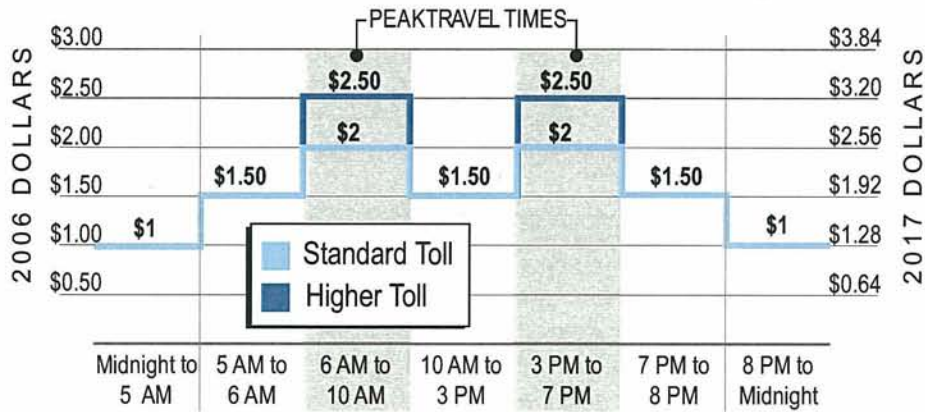 PEAKTRAVEL TIMES
2006 DOLLARS
$3.00
$2.50
$2.00
$1.50
$1.00
$0.50
2017 DOLLARS
$3.84
$3.20
$2.56
$1.92
$1.28
$0.64
$1
$1.50
$2.50
$2
$1.50
$2.50
$2
$1.50
$1
Standard Toll
Higher Toll
Midnight to
5 AM
5 AM to
6 AM
6 AM to
10 AM
10 AM to
3 PM
3 PM to
7 PM
7 PM to
8 PM
8 PM to
Midnight